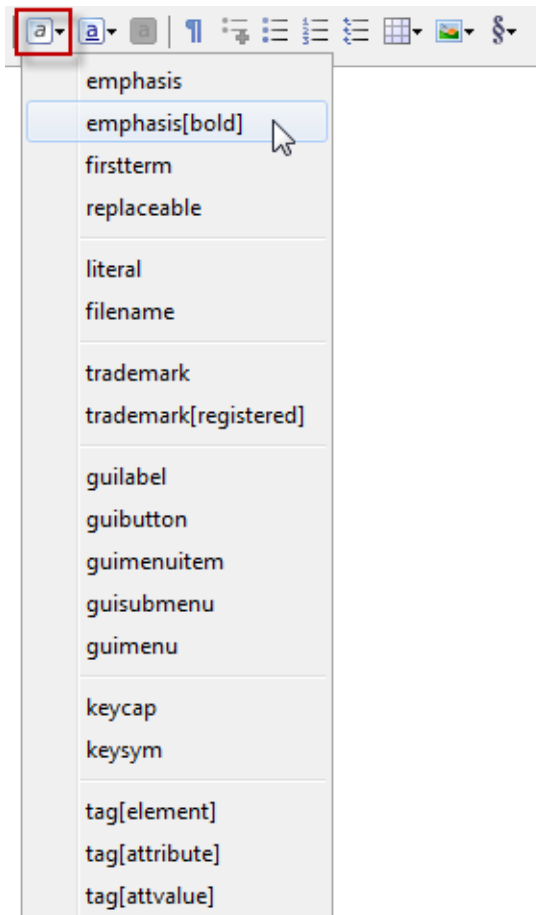 a a a ¶ §
emphasis
emphasis[bold]
firstterm
replaceable
literal
filename
trademark
trademark[registered]
guilabel
guibutton
guimenuitem
guisubmenu
guimenu
keycap
keysym
tag[element]
tag[attribute]
tag[attvalue]